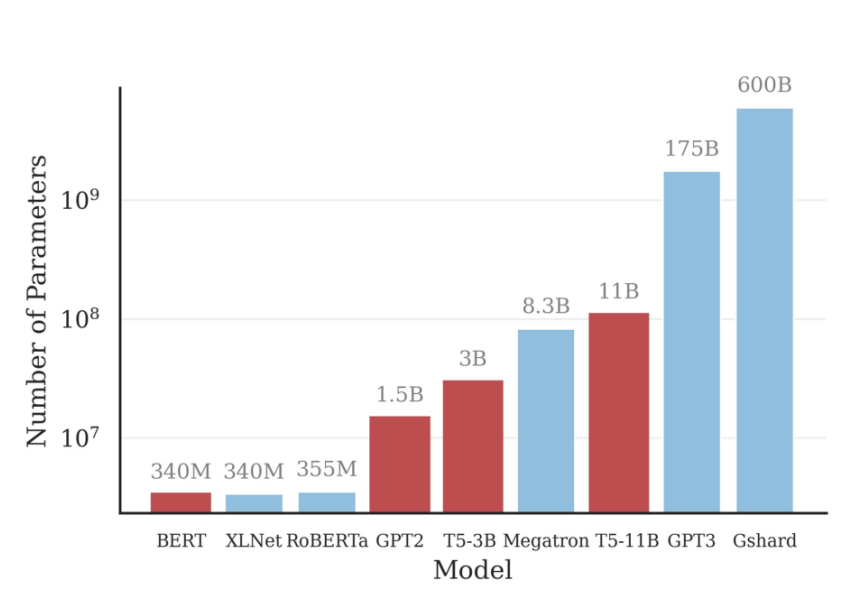 600B
175B
11B
8.3B
3B
1.5B
340M 340M 355M
Number of Parameters
10⁹
10⁸
10⁷
BERT XLNet RoBERTa GPT2 T5-3B Megatron T5-11B GPT3 Gshard
Model